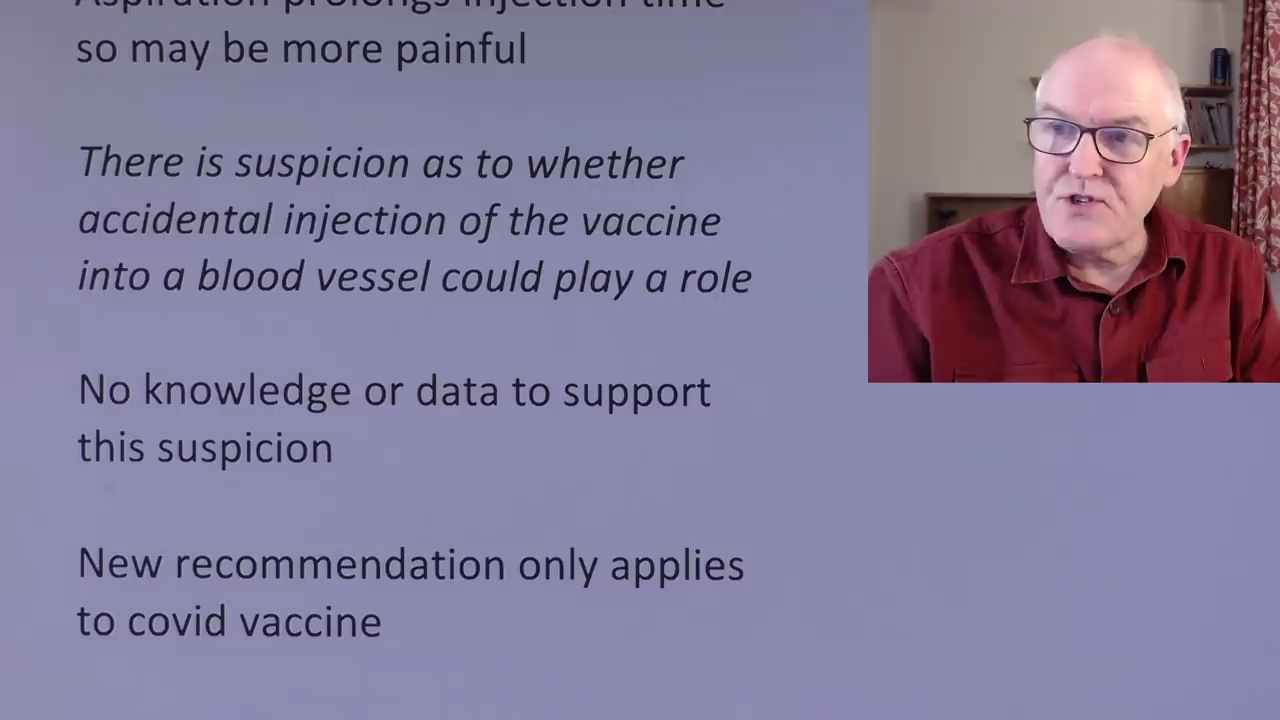 Aspiration prolongs injection time
so may be more painful
There is suspicion as to whether
accidental injection of the vaccine
into a blood vessel could play a role
No knowledge or data to support
this suspicion
New recommendation only applies
to covid vaccine